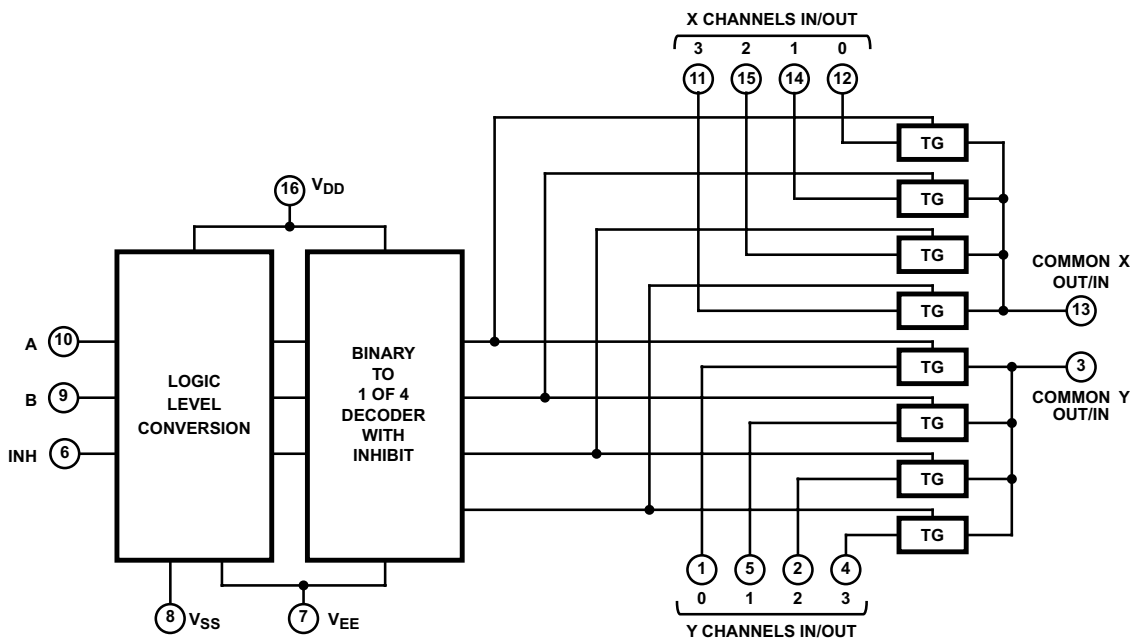 X CHANNELS IN/OUT
3 2 1 0
11 15 14 12
TG
TG
TG
TG
COMMON X
OUT/IN
13
16 VDD
A 10
B 9
INH 6
LOGIC
LEVEL
CONVERSION
BINARY
TO
1 OF 4
DECODER
WITH
INHIBIT
TG
TG
TG
TG
3
COMMON Y
OUT/IN
8 VSS
7 VEE
1 5 2 4
0 1 2 3
Y CHANNELS IN/OUT